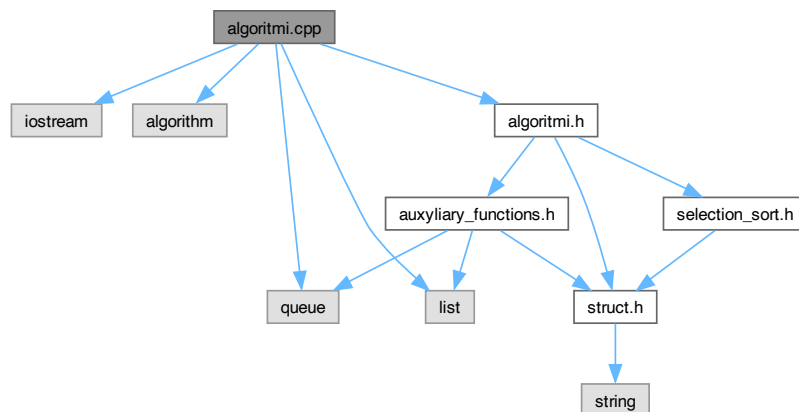 algoritmi.cpp
iostream
algorithm
algoritmi.h
auxyliary_functions.h
selection_sort.h
queue
list
struct.h
string